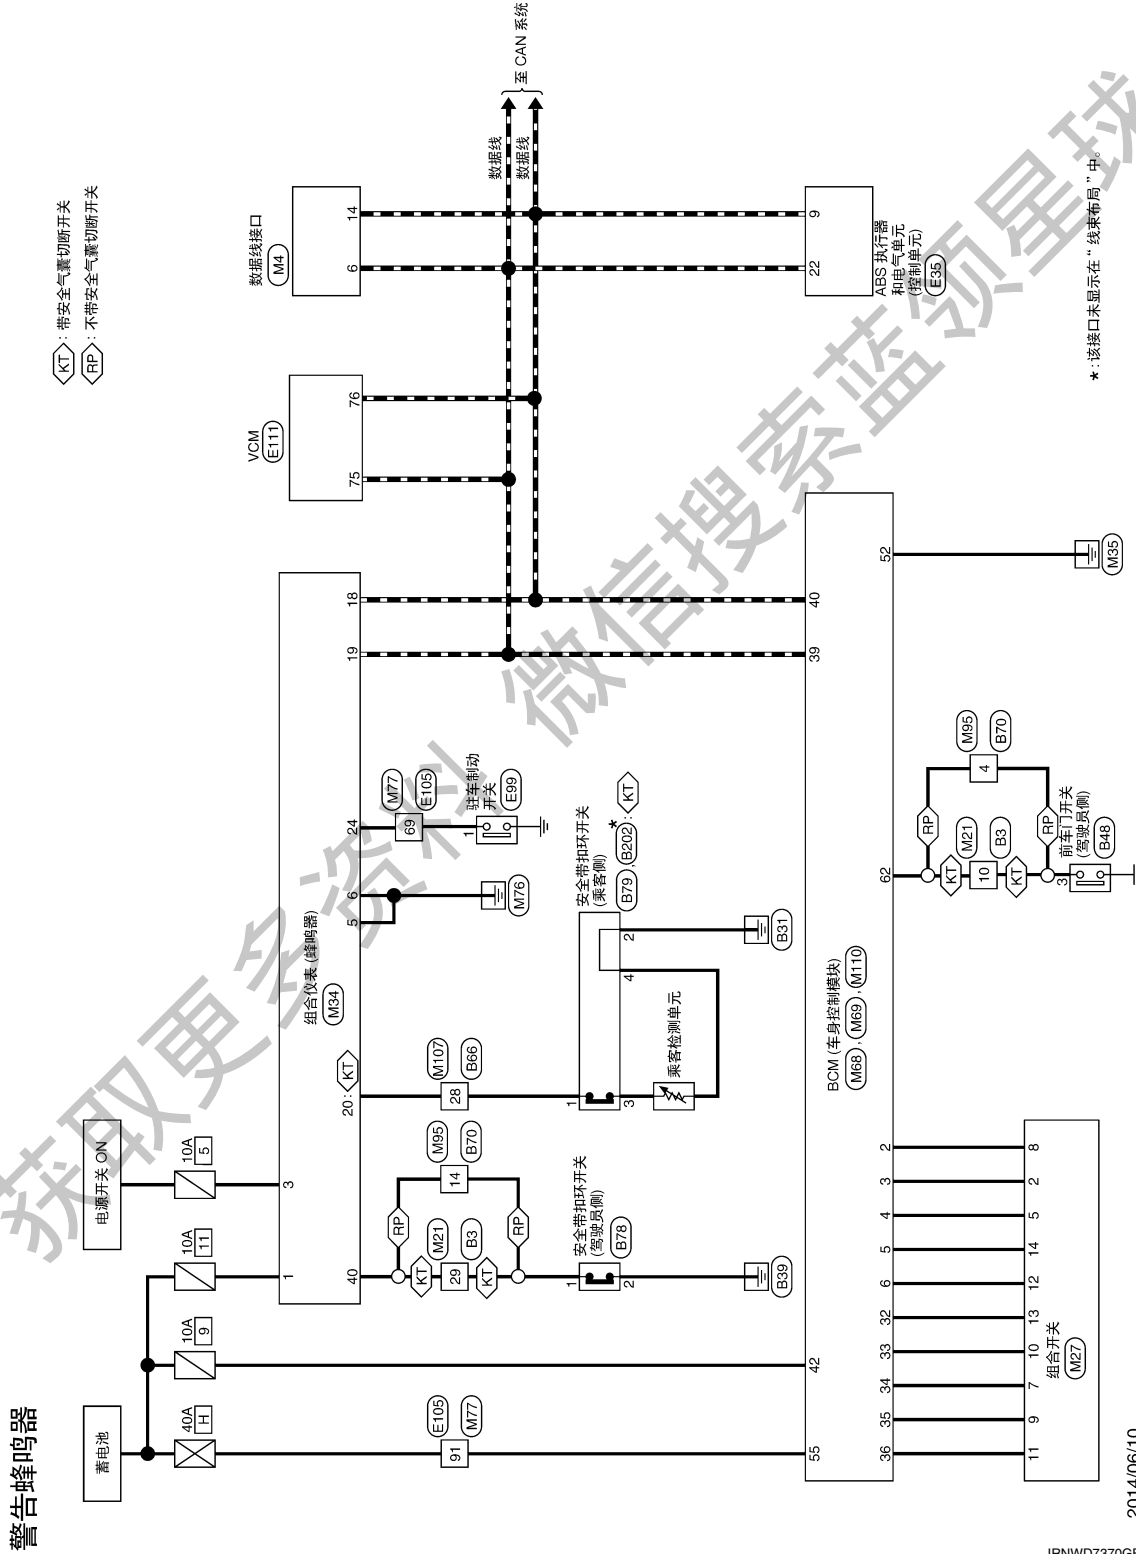 警告蜂鸣器
蓄电池
电源开关 ON
40A
H
10A
9
10A
11
10A
5
KT : 带安全气囊切断开关
RP : 不带安全气囊切断开关
VCM
E111
75
76
数据线接口
M4
6
14
1
3
组合仪表 (蜂鸣器)
M34
40
20 : KT
5
6
24
19
18
数据线
数据线
至 CAN 系统
E105
91
M77
RP
M95
14
B70
RP
KT
M21
29
B3
KT
M107
28
B66
M76
M77
69
E105
1
驻车制动
开关
E99
安全带扣环开关
(驾驶员侧)
B78
1
2
B39
安全带扣环开关
(乘客侧)
B79 , B202 * : KT
1
3
4
2
乘客检测单元
B31
ABS 执行器
和电气单元
(控制单元)
E35
22
9
55
42
39
40
BCM (车身控制模块)
M68 , M69 , M110
36
35
34
33
32
6
5
4
3
2
62
52
11
9
7
10
13
12
14
5
2
8
组合开关
M27
RP
M95
4
B70
RP
KT
M21
10
B3
KT
3
前车门开关
(驾驶员侧)
B48
M35
* : 该接口未显示在 “ 线束布局 ” 中。
获取更多资料 微信搜索蓝领星球
2014/06/10